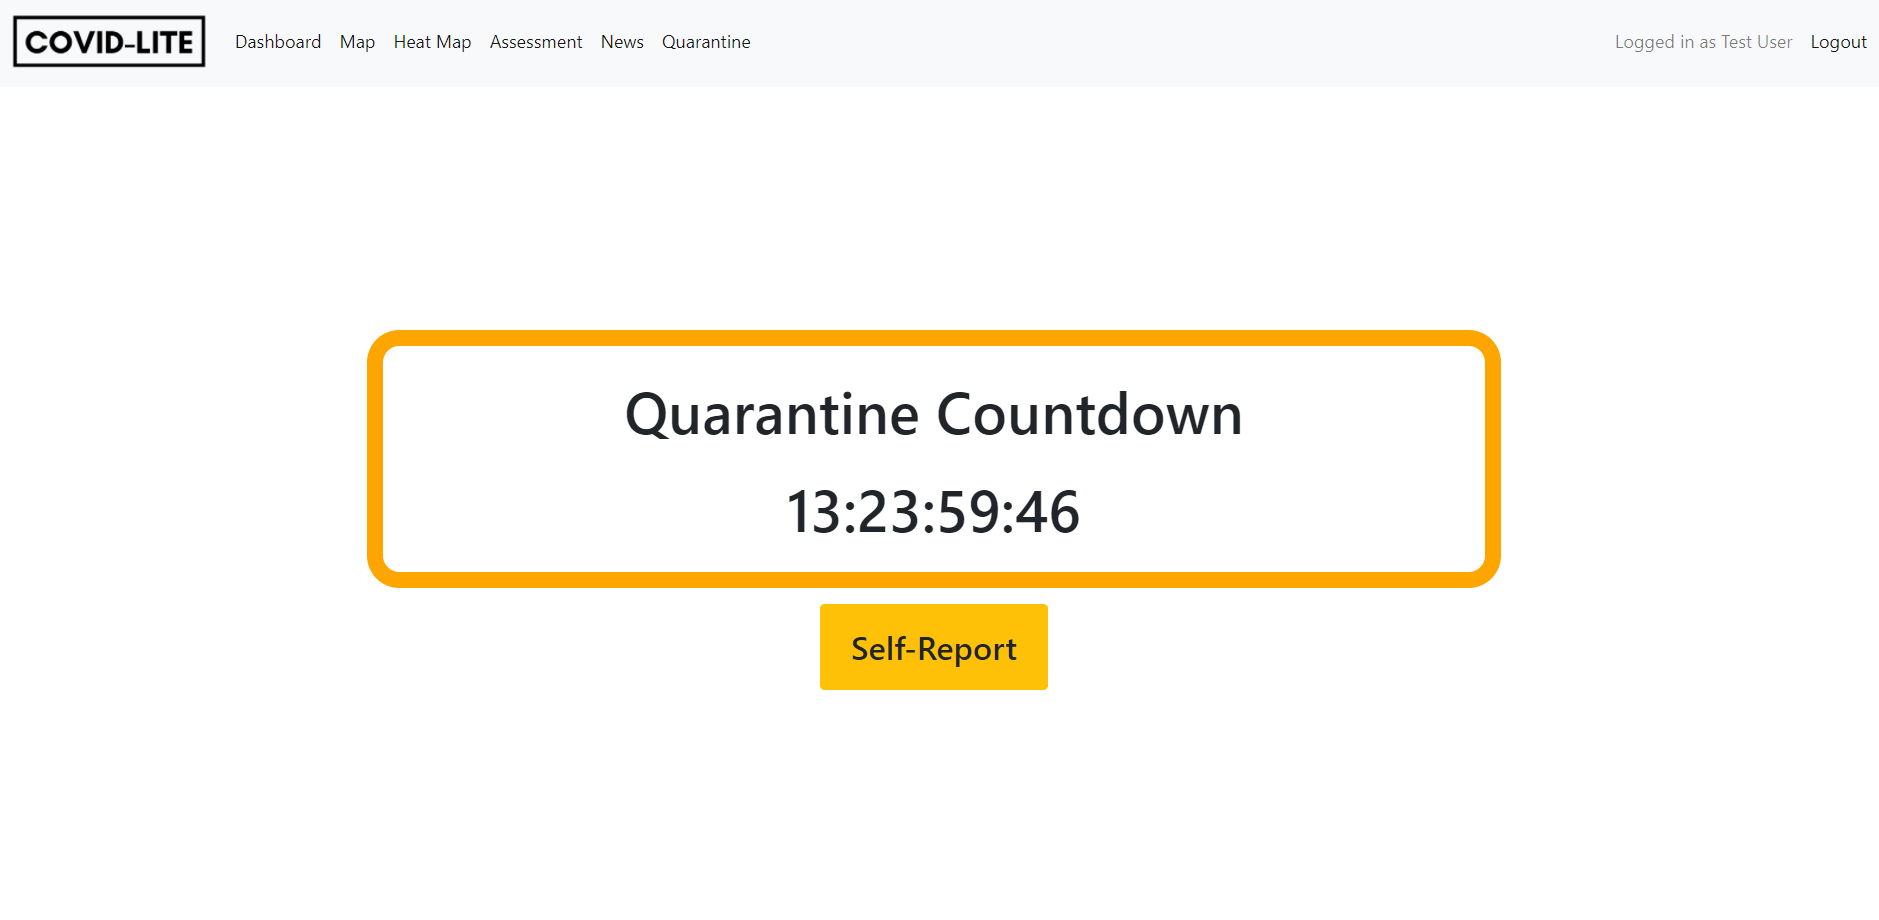 COVID-LITE Dashboard Map Heat Map Assessment News Quarantine Logged in as Test User Logout
Quarantine Countdown
13:23:59:46
Self-Report